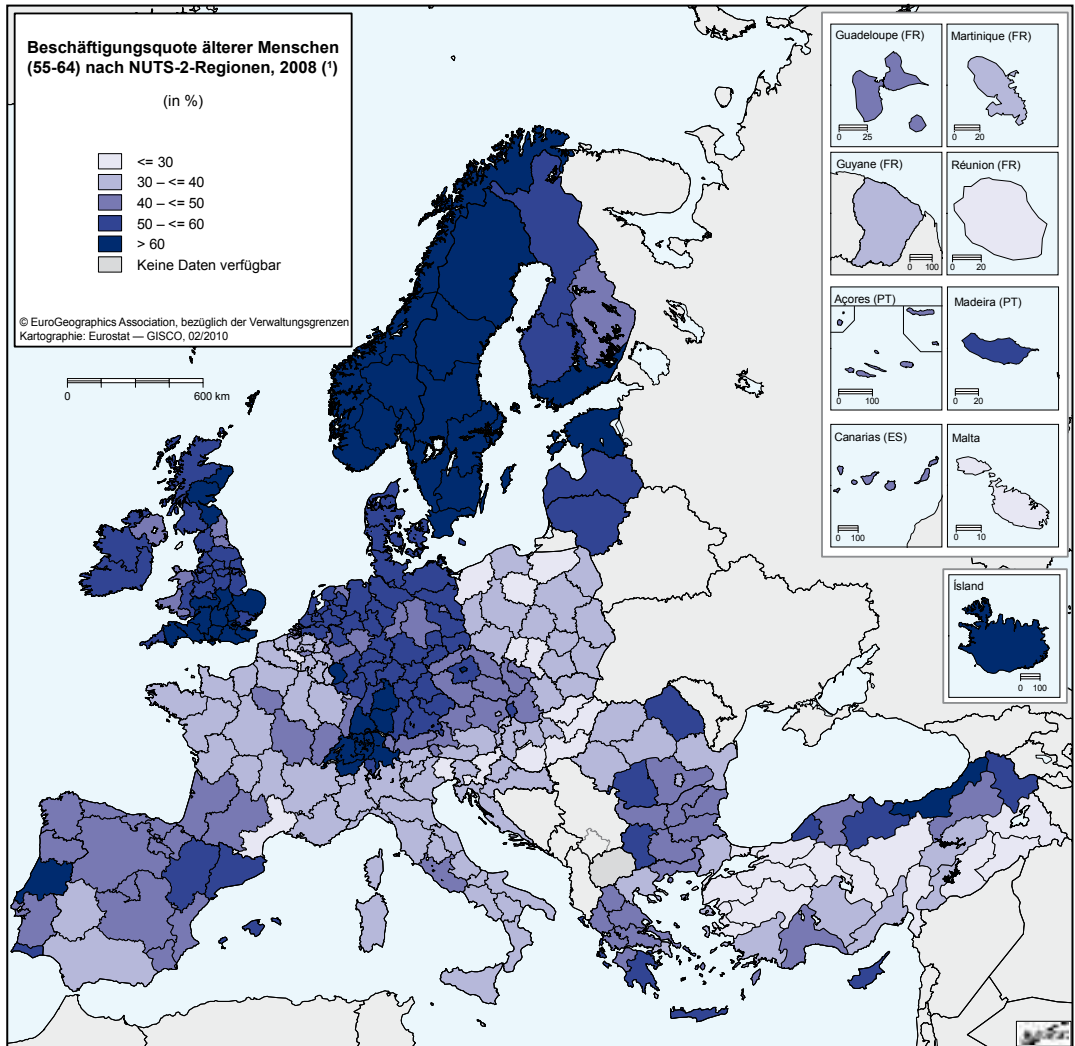 Beschäftigungsquote älterer Menschen
(55-64) nach NUTS-2-Regionen, 2008 (¹)
(in %)
<= 30
30 – <= 40
40 – <= 50
50 – <= 60
> 60
Keine Daten verfügbar
© EuroGeographics Association, bezüglich der Verwaltungsgrenzen
Kartographie: Eurostat — GISCO, 02/2010
0 600 km
Guadeloupe (FR)
0 25
Martinique (FR)
0 20
Guyane (FR)
0 100
Réunion (FR)
0 20
Açores (PT)
0 100
Madeira (PT)
0 20
Canarias (ES)
0 100
Malta
0 10
Ísland
0 100